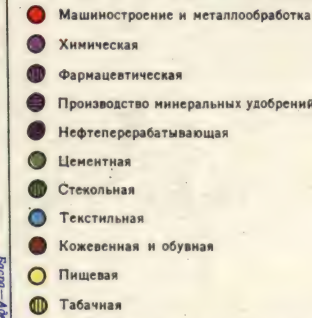 Машиностроение и металлообработка
Химическая
Фармацевтическая
Производство минеральных удобрений
Нефтеперерабатывающая
Цементная
Стекольная
Текстильная
Кожевенная и обувная
Пищевая
Табачная